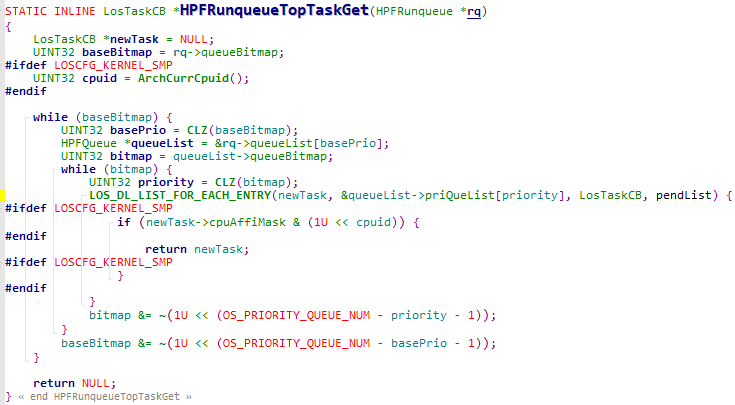 STATIC INLINE LosTaskCB *HPFRunqueueTopTaskGet(HPFRunqueue *rq)
{
    LosTaskCB *newTask = NULL;
    UINT32 baseBitmap = rq->queueBitmap;
#ifdef LOSCFG_KERNEL_SMP
    UINT32 cpuid = ArchCurrCpuid();
#endif

    while (baseBitmap) {
        UINT32 basePrio = CLZ(baseBitmap);
        HPFQueue *queueList = &rq->queueList[basePrio];
        UINT32 bitmap = queueList->queueBitmap;
        while (bitmap) {
            UINT32 priority = CLZ(bitmap);
            LOS_DL_LIST_FOR_EACH_ENTRY(newTask, &queueList->priQueList[priority], LosTaskCB, pendList) {
#ifdef LOSCFG_KERNEL_SMP
                if (newTask->cpuAffiMask & (1U << cpuid)) {
#endif
                    return newTask;
#ifdef LOSCFG_KERNEL_SMP
                }
#endif
            }
            bitmap &= ~(1U << (OS_PRIORITY_QUEUE_NUM - priority - 1));
        }
        baseBitmap &= ~(1U << (OS_PRIORITY_QUEUE_NUM - basePrio - 1));
    }

    return NULL;
} « end HPFRunqueueTopTaskGet »